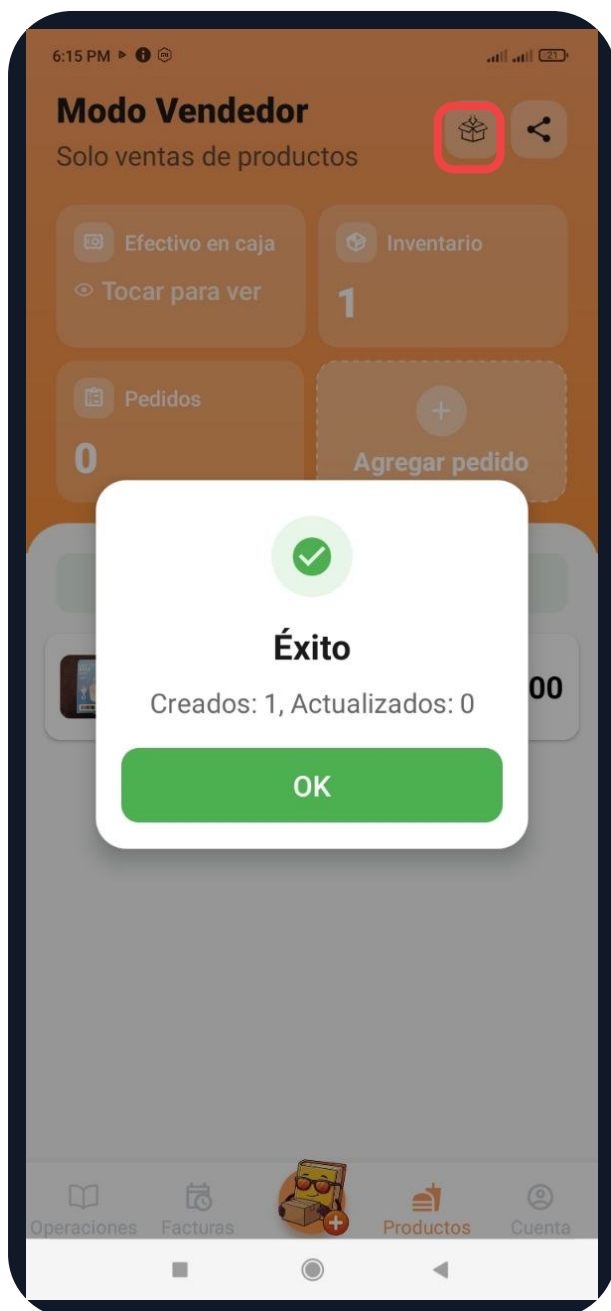 6:15 PM
21
Modo Vendedor
Solo ventas de productos
Efectivo en caja
Inventario
Tocar para ver
1
Pedidos
0
Agregar pedido
Éxito
Creados: 1, Actualizados: 0
00
OK
Operaciones
Facturas
Productos
Cuenta